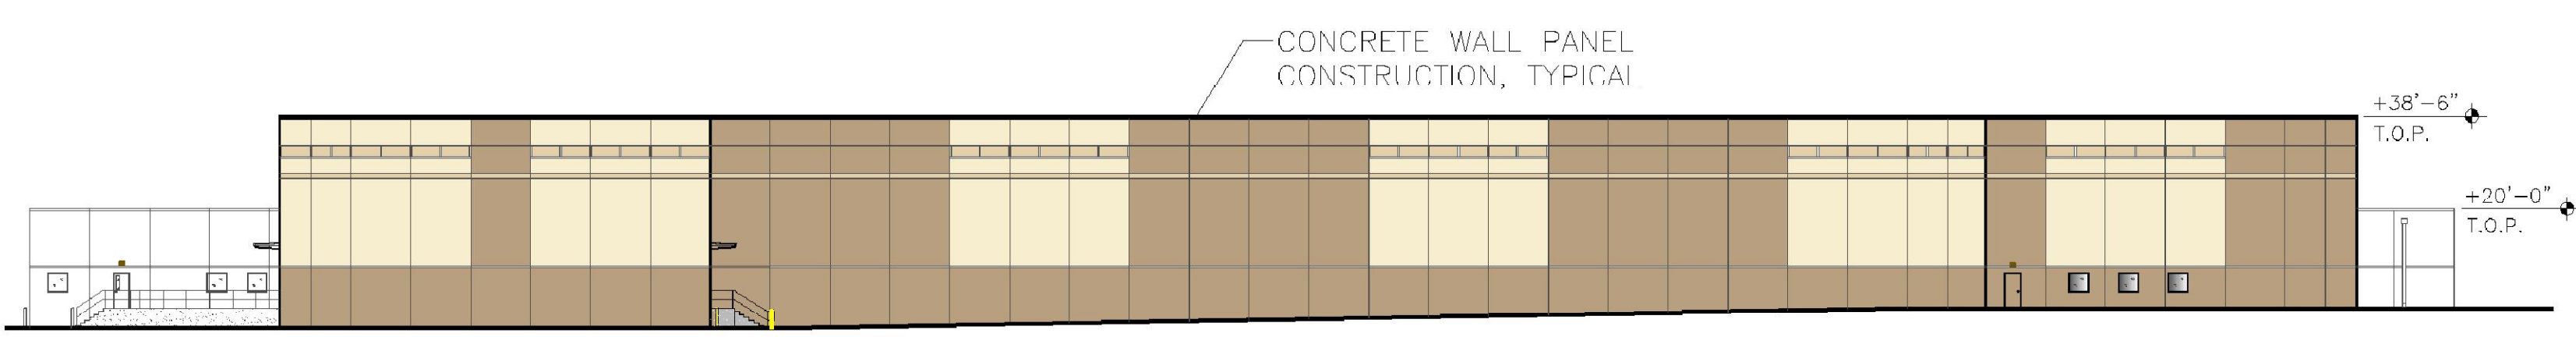 CONCRETE WALL PANEL
CONSTRUCTION, TYPICAL
+38'-6"
T.O.P.
+20'-0"
T.O.P.